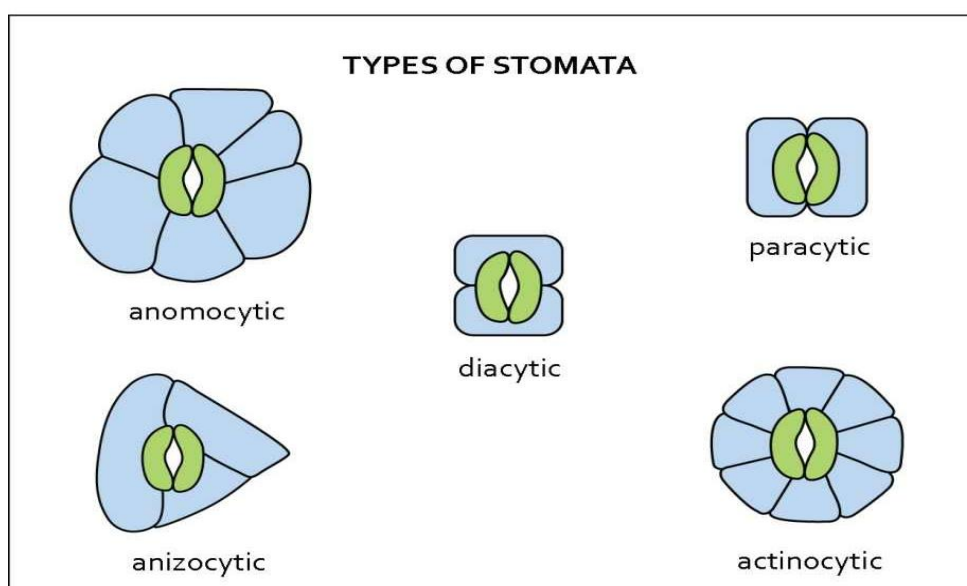 TYPES OF STOMATA
anomocytic
paracytic
diacytic
anizocytic
actinocytic